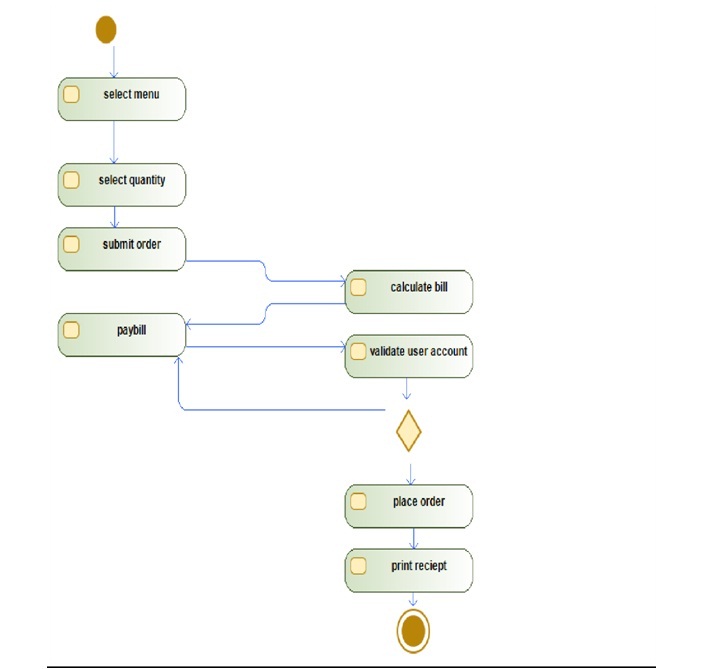 select menu
select quantity
submit order
calculate bill
paybill
validate user account
place order
print reciept